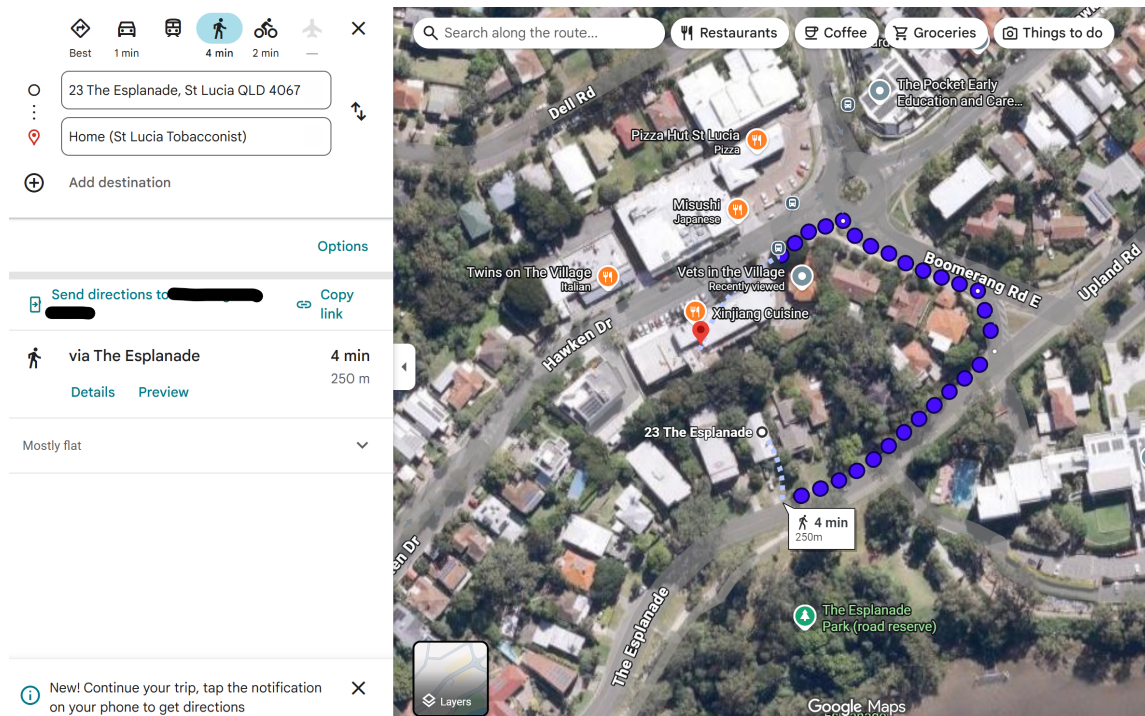 Best
1 min
4 min
2 min
—
23 The Esplanade, St Lucia QLD 4067
Home (St Lucia Tobacconist)
Add destination
Options
Send directions to
Copy
link
via The Esplanade
4 min
250 m
Details
Preview
Mostly flat
New! Continue your trip, tap the notification
on your phone to get directions
Search along the route...
Restaurants
Coffee
Groceries
Things to do
The Pocket Early
Education and Care...
Dell Rd
Pizza Hut St Lucia
Pizza
Misushi
Japanese
Boomerang Rd E
Upland Rd
Twins on The Village
Italian
Vets in the Village
Recently viewed
Xinjiang Cuisine
Hawken Dr
23 The Esplanade
4 min
250m
en Dr
The Esplanade
The Esplanade
Park (road reserve)
Layers
Google Maps